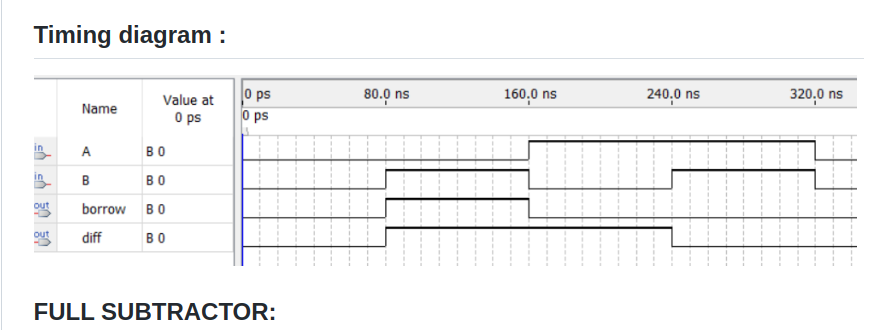 Timing diagram :
Name
Value at
0 ps
0 ps 80.0 ns 160.0 ns 240.0 ns 320.0 ns
0 ps
in A B 0
in B B 0
out borrow B 0
out diff B 0
FULL SUBTRACTOR: